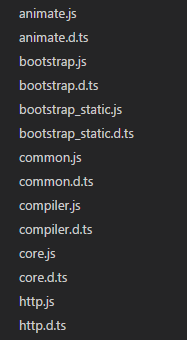 animate.js
animate.d.ts
bootstrap.js
bootstrap.d.ts
bootstrap_static.js
bootstrap_static.d.ts
common.js
common.d.ts
compiler.js
compiler.d.ts
core.js
core.d.ts
http.js
http.d.ts